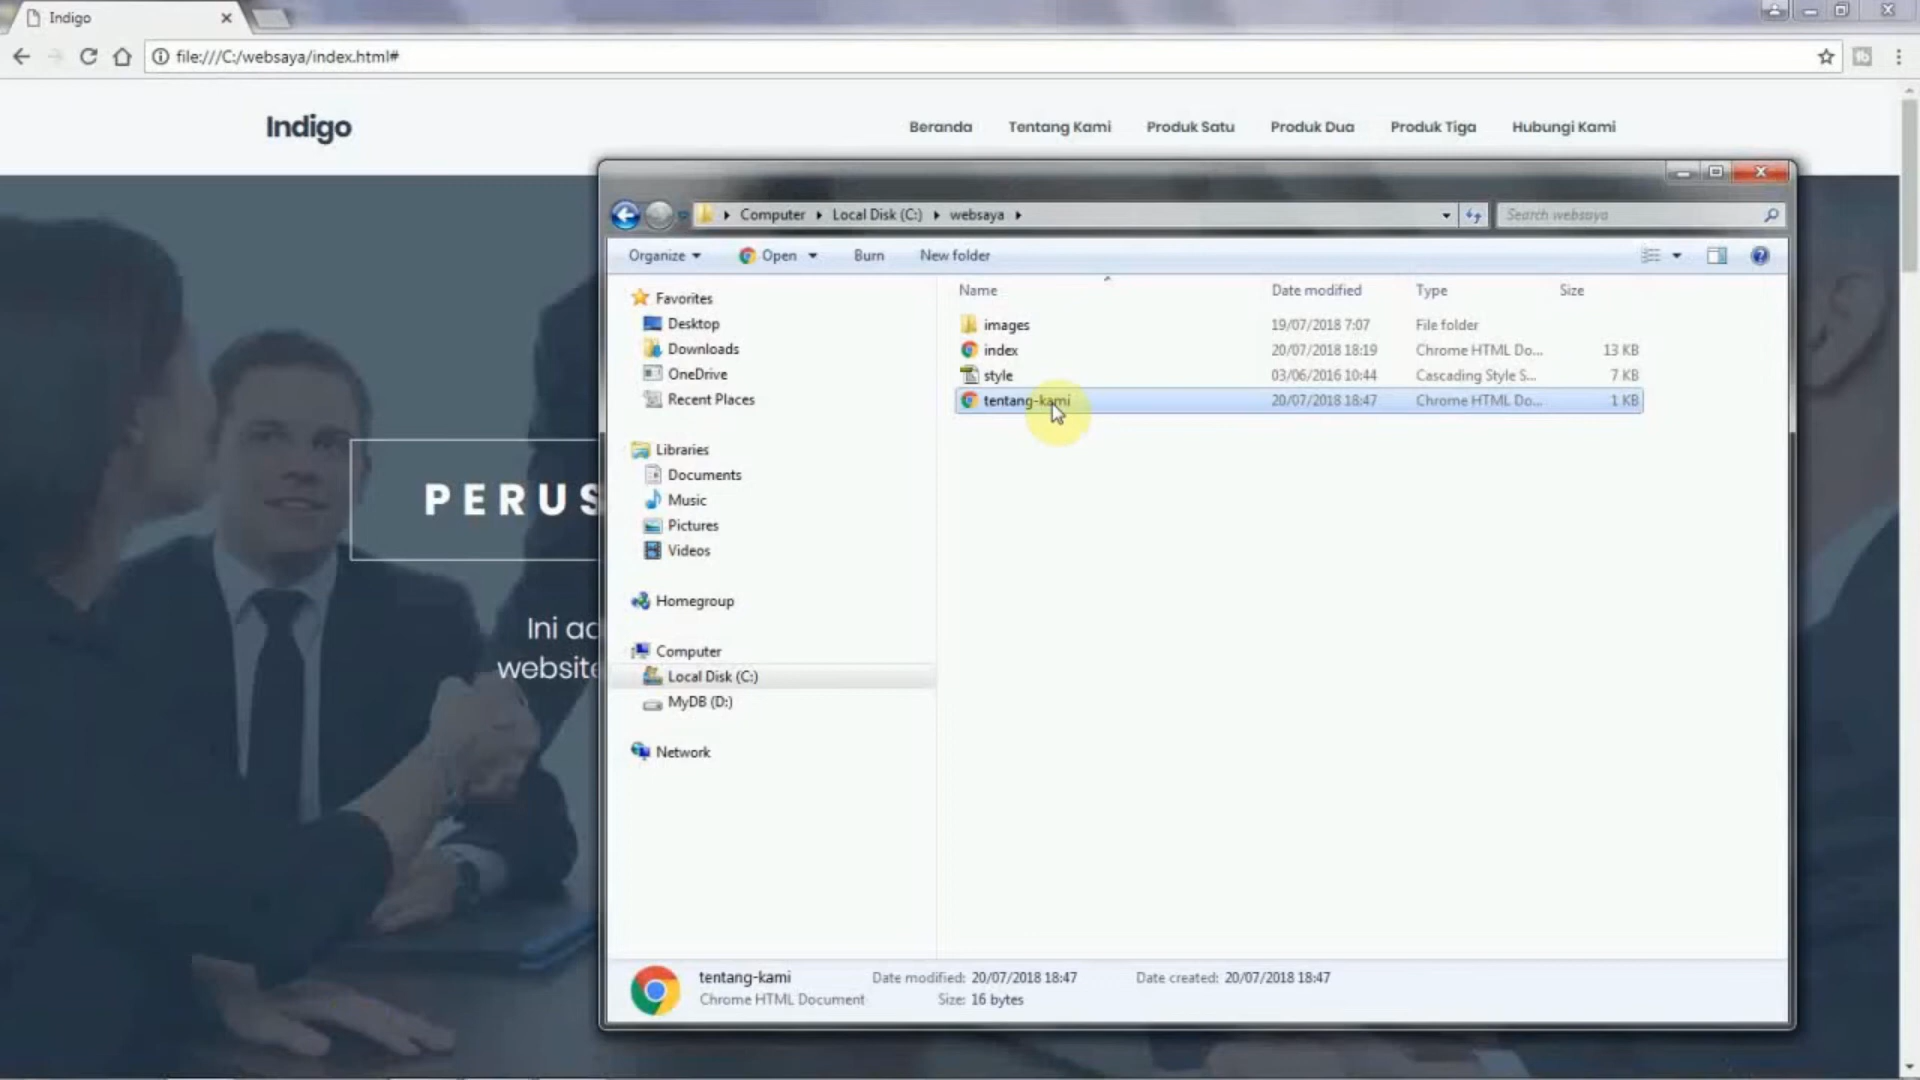 Indigo
file:///C:/websaya/index.html#
Indigo
Beranda Tentang Kami Produk Satu Produk Dua Produk Tiga Hubungi Kami
Computer Local Disk (C:) websaya
Search websaya
Organize Open Burn New folder
Favorites
Desktop
Downloads
OneDrive
Recent Places
Libraries
Documents
Music
Pictures
Videos
Homegroup
Computer
Local Disk (C:)
MyDB (D:)
Network
Name Date modified Type Size
images 19/07/2018 7:07 File folder
index 20/07/2018 18:19 Chrome HTML Do... 13 KB
style 03/06/2016 10:44 Cascading Style S... 7 KB
tentang-kami 20/07/2018 18:47 Chrome HTML Do... 1 KB
PERUS
Ini ad
website
tentang-kami Date modified: 20/07/2018 18:47 Date created: 20/07/2018 18:47
Chrome HTML Document Size: 16 bytes